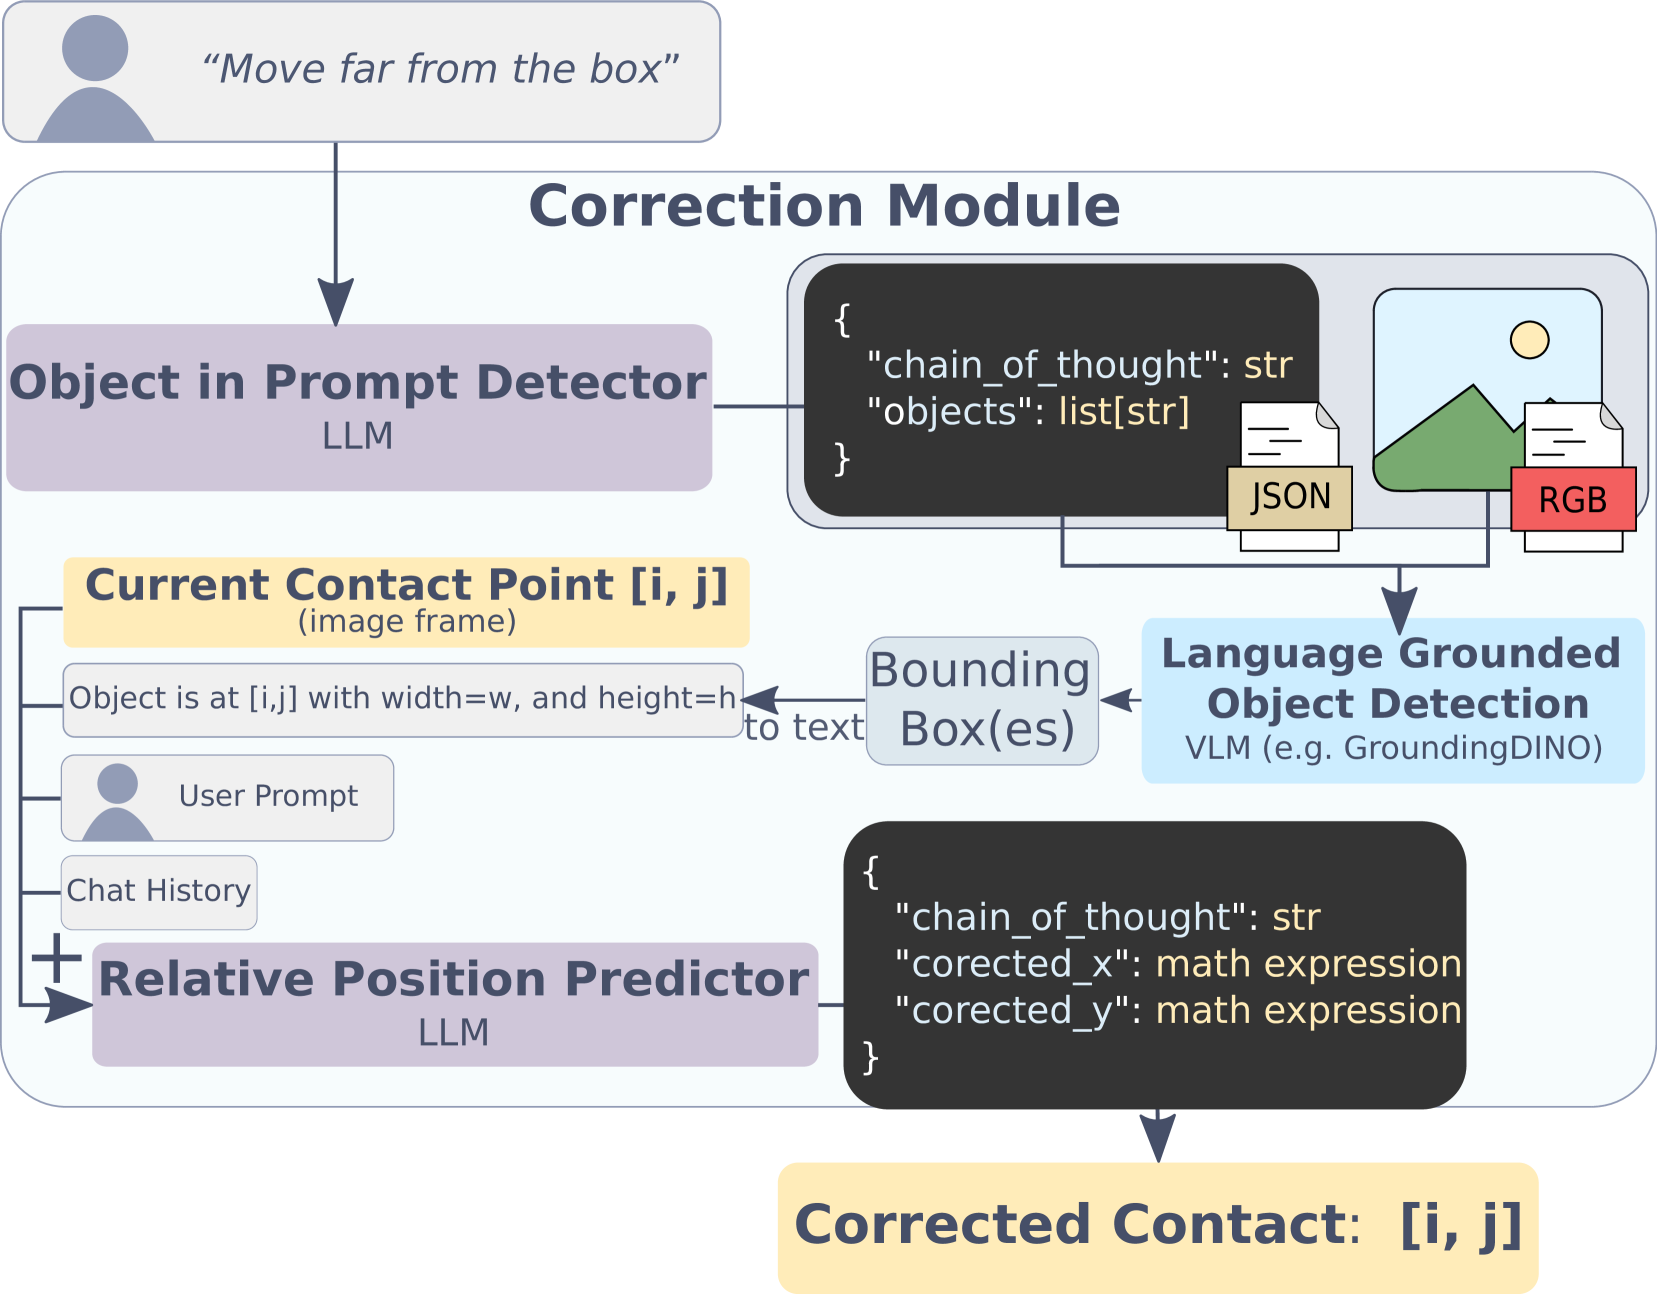 “Move far from the box”
Correction Module
Object in Prompt Detector
LLM
{
"chain_of_thought": str
"objects": list[str]
}
JSON
RGB
Current Contact Point [i, j]
(image frame)
Object is at [i,j] with width=w, and height=h
to text
Bounding
Box(es)
Language Grounded
Object Detection
VLM (e.g. GroundingDINO)
User Prompt
Chat History
+
Relative Position Predictor
LLM
{
"chain_of_thought": str
"corected_x": math expression
"corected_y": math expression
}
Corrected Contact: [i, j]